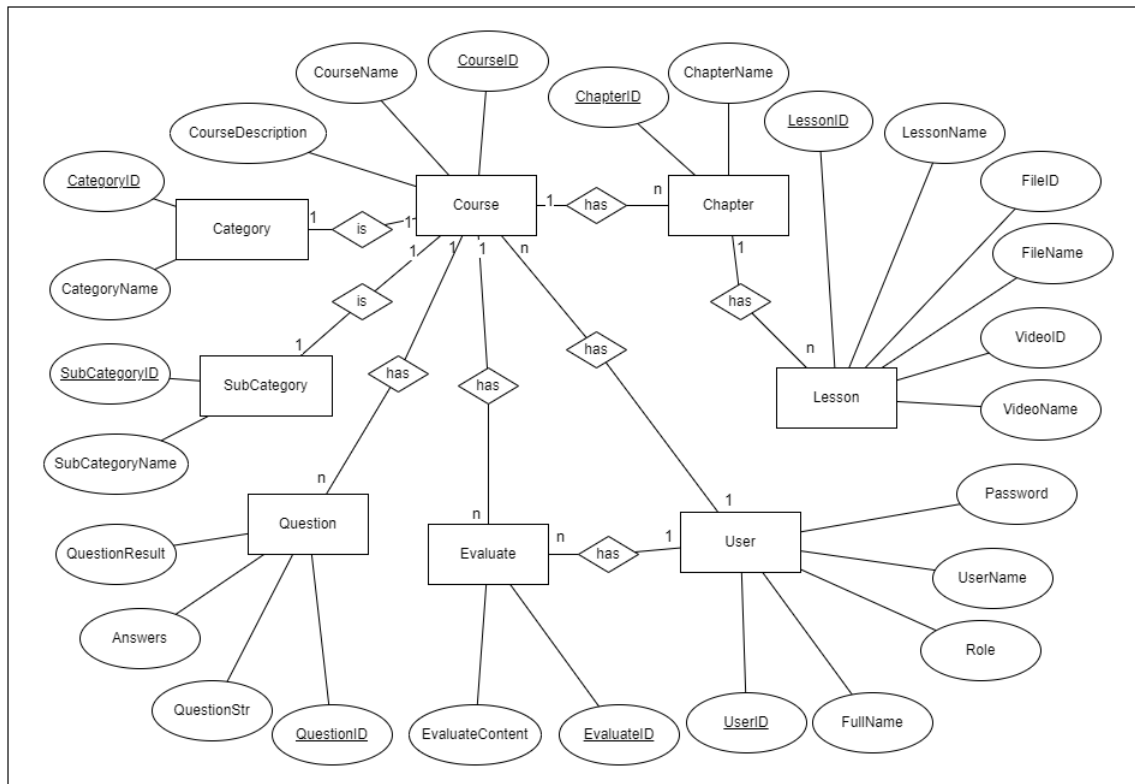 CourseName
CourseID
ChapterName
ChapterID
LessonID
LessonName
CourseDescription
CategoryID
FileID
Course
1
has
n
Chapter
Category
1
is
1
1
1
1
n
1
FileName
CategoryName
is
has
n
VideoID
1
has
SubCategoryID
SubCategory
has
has
Lesson
VideoName
SubCategoryName
n
n
1
Password
Question
QuestionResult
Evaluate
n
has
1
User
UserName
Answers
Role
QuestionStr
QuestionID
EvaluateContent
EvaluateID
UserID
FullName